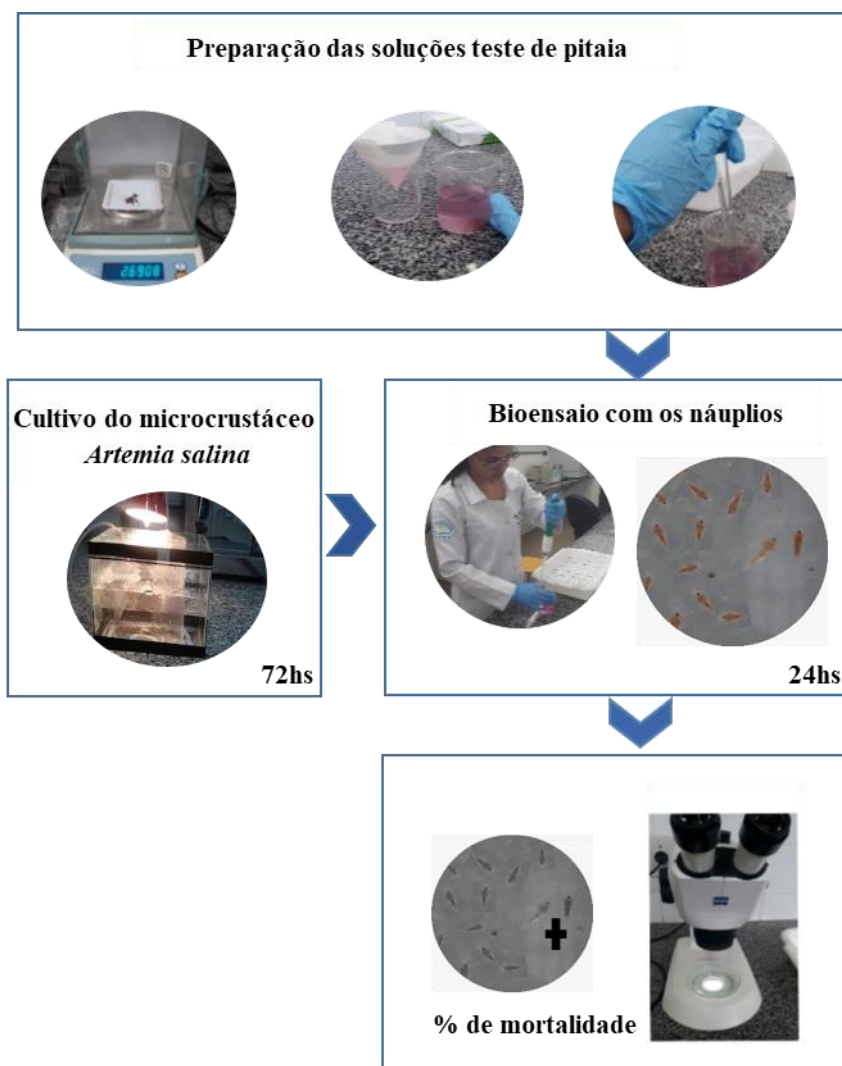 Preparação das soluções teste de pitaia
26908
Cultivo do microcrustáceo
Artemia salina
72hs
Bioensaio com os náuplios
24hs
% de mortalidade